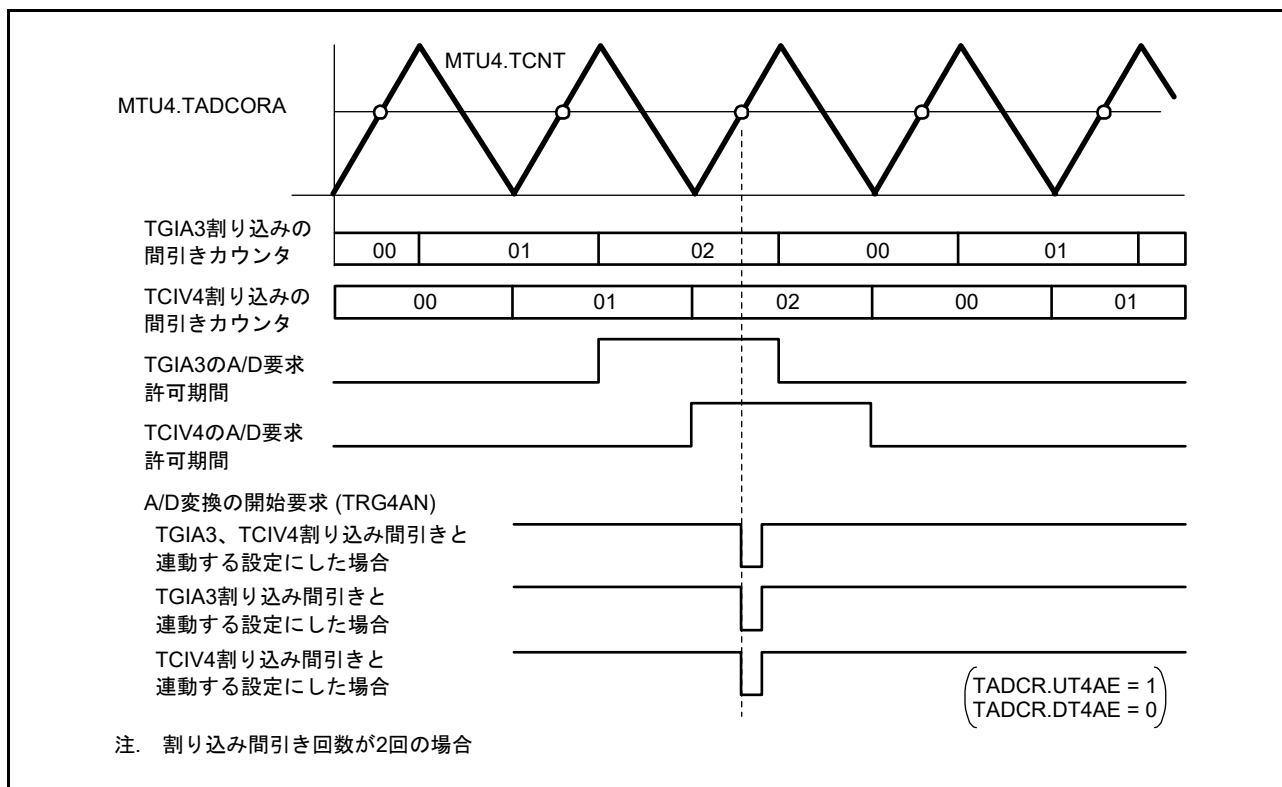 MTU4.TCNT
MTU4.TADCORA
TGIA3割り込みの
間引きカウンタ
00 01 02 00 01
TCIV4割り込みの
間引きカウンタ
00 01 02 00 01
TGIA3のA/D要求
許可期間
TCIV4のA/D要求
許可期間
A/D変換の開始要求 (TRG4AN)
TGIA3、TCIV4割り込み間引きと
連動する設定にした場合
TGIA3割り込み間引きと
連動する設定にした場合
TCIV4割り込み間引きと
連動する設定にした場合
TADCR.UT4AE = 1
TADCR.DT4AE = 0
注. 割り込み間引き回数が2回の場合